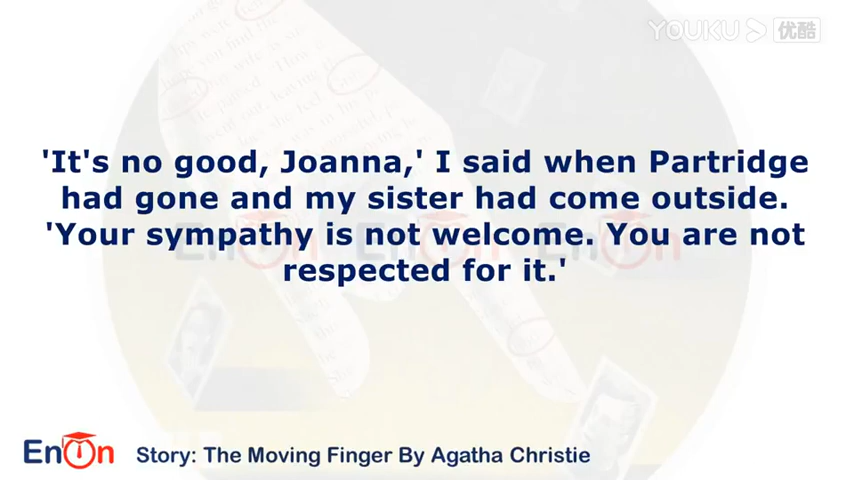 YOUKU 优酷
'It's no good, Joanna,' I said when Partridge
had gone and my sister had come outside.
'Your sympathy is not welcome. You are not
respected for it.'
EnOn
Story: The Moving Finger By Agatha Christie